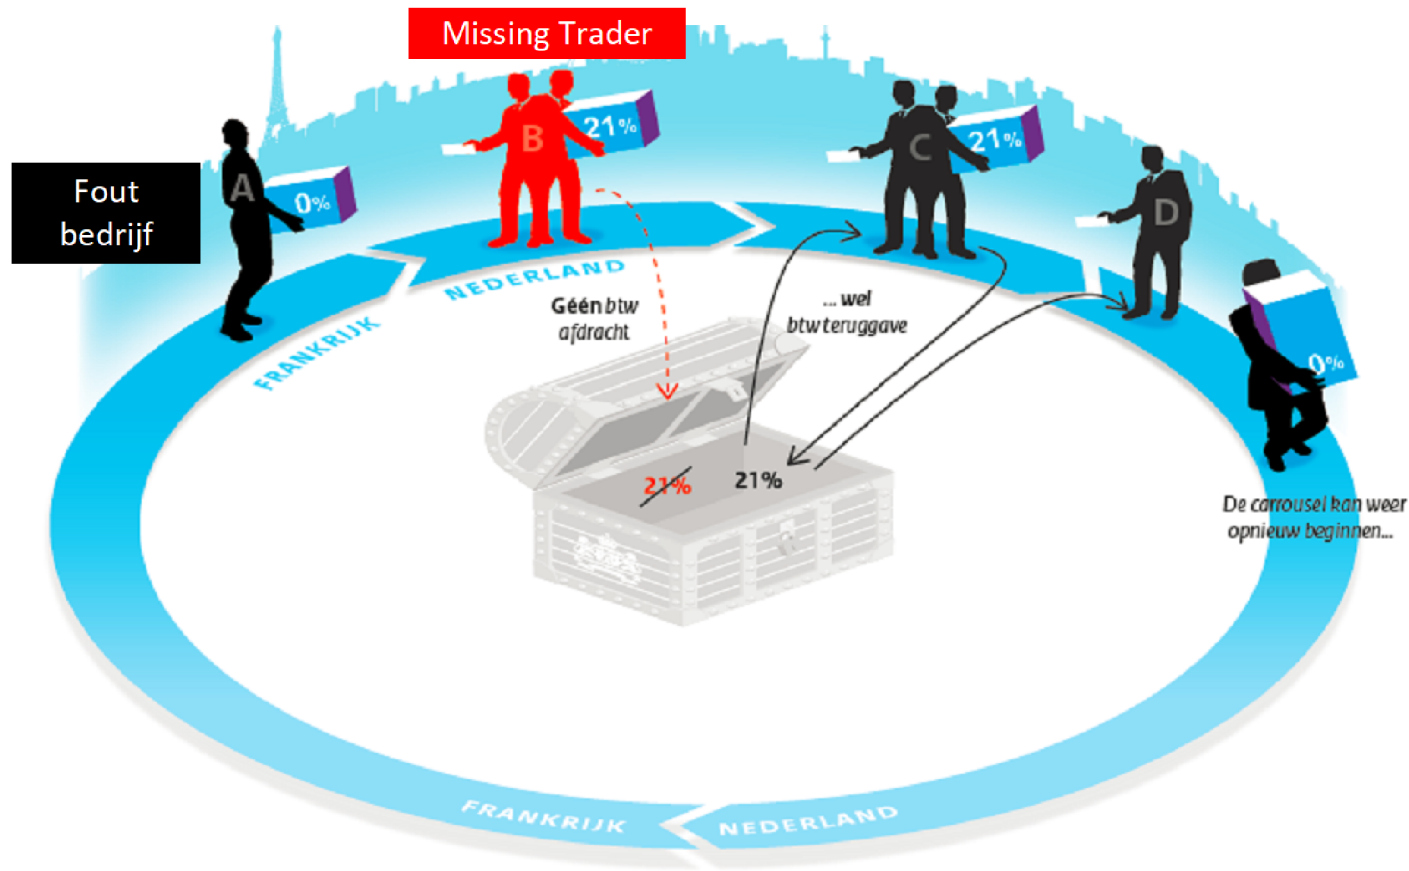 Missing Trader
Fout
bedrijf
A
0%
B
21%
C
21%
D
0%
FRANKRIJK
NEDERLAND
Géén btw
afdracht
... wel
btw teruggave
21%
21%
De carrousel kan weer
opnieuw beginnen...
FRANKRIJK
NEDERLAND